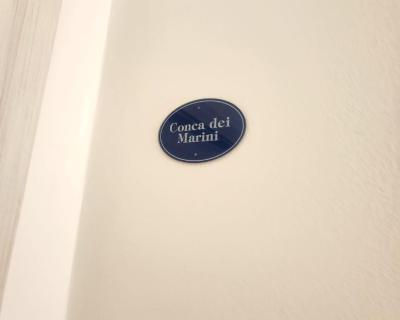 Conca dei
Marini